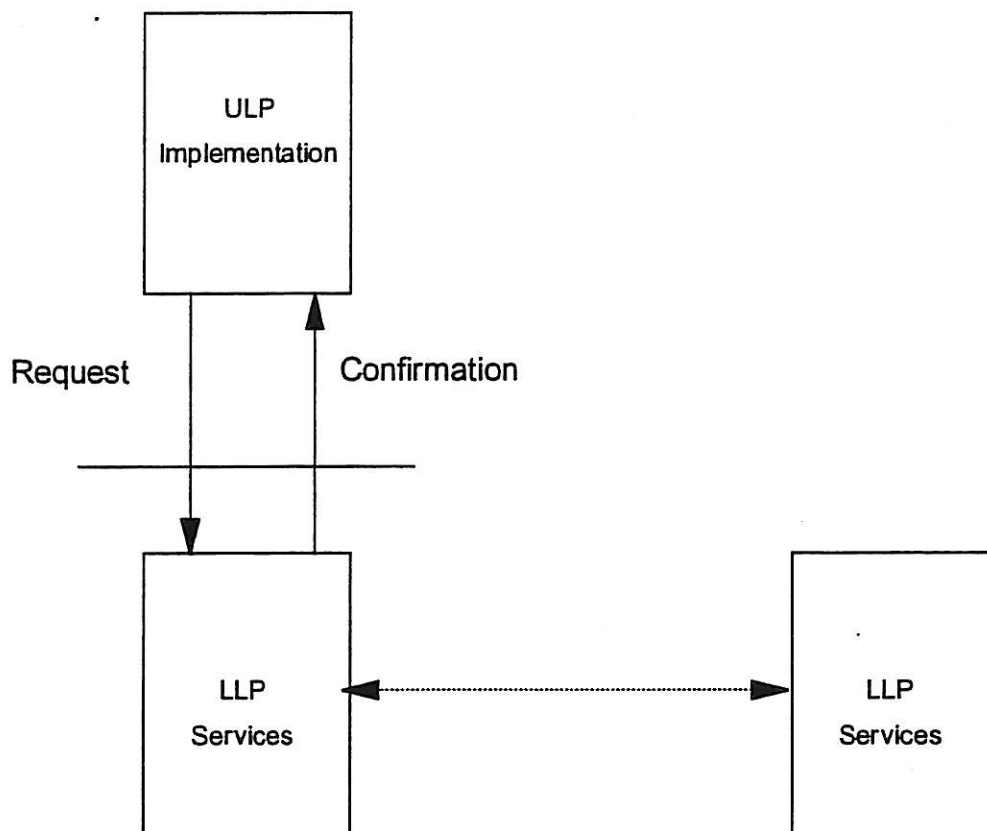 ULP
Implementation
Request
Confirmation
LLP
Services
LLP
Services